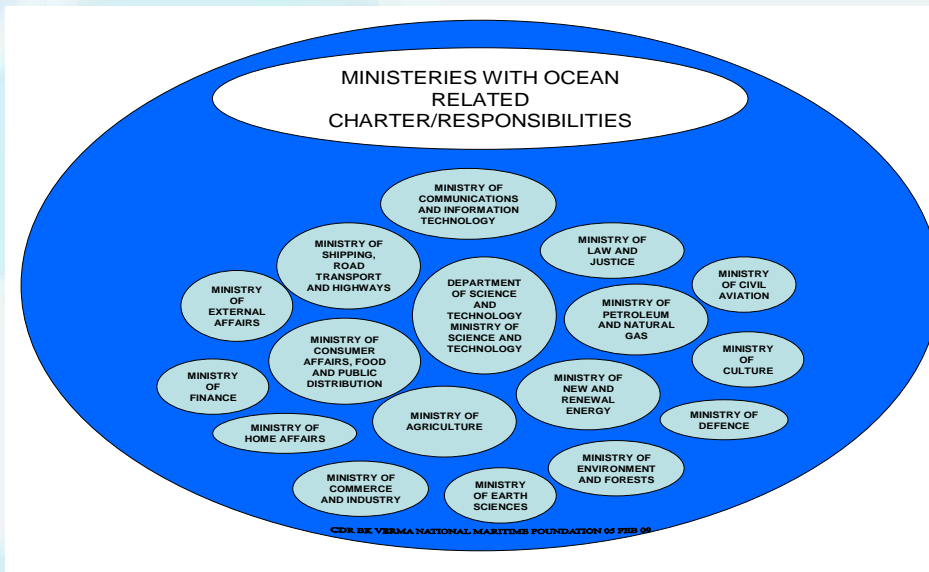 MINISTERIES WITH OCEAN
RELATED
CHARTER/RESPONSIBILITIES
MINISTRY OF
COMMUNICATIONS
AND INFORMATION
TECHNOLOGY
MINISTRY OF
SHIPPING,
ROAD
TRANSPORT
AND HIGHWAYS
MINISTRY OF
LAW AND
JUSTICE
MINISTRY
OF CIVIL
AVIATION
MINISTRY
OF
EXTERNAL
AFFAIRS
DEPARTMENT
OF SCIENCE
AND
TECHNOLOGY
MINISTRY OF
SCIENCE AND
TECHNOLOGY
MINISTRY OF
PETROLEUM
AND NATURAL
GAS
MINISTRY OF
CONSUMER
AFFAIRS, FOOD
AND PUBLIC
DISTRIBUTION
MINISTRY
OF
CULTURE
MINISTRY
OF
FINANCE
MINISTRY OF
NEW AND
RENEWAL
ENERGY
MINISTRY OF
AGRICULTURE
MINISTRY OF
DEFENCE
MINISTRY OF
HOME AFFAIRS
MINISTRY OF
ENVIRONMENT
AND FORESTS
MINISTRY OF
COMMERCE
AND INDUSTRY
MINISTRY
OF EARTH
SCIENCES
CDR BK VERMA NATIONAL MARITIME FOUNDATION 05 FEB 09